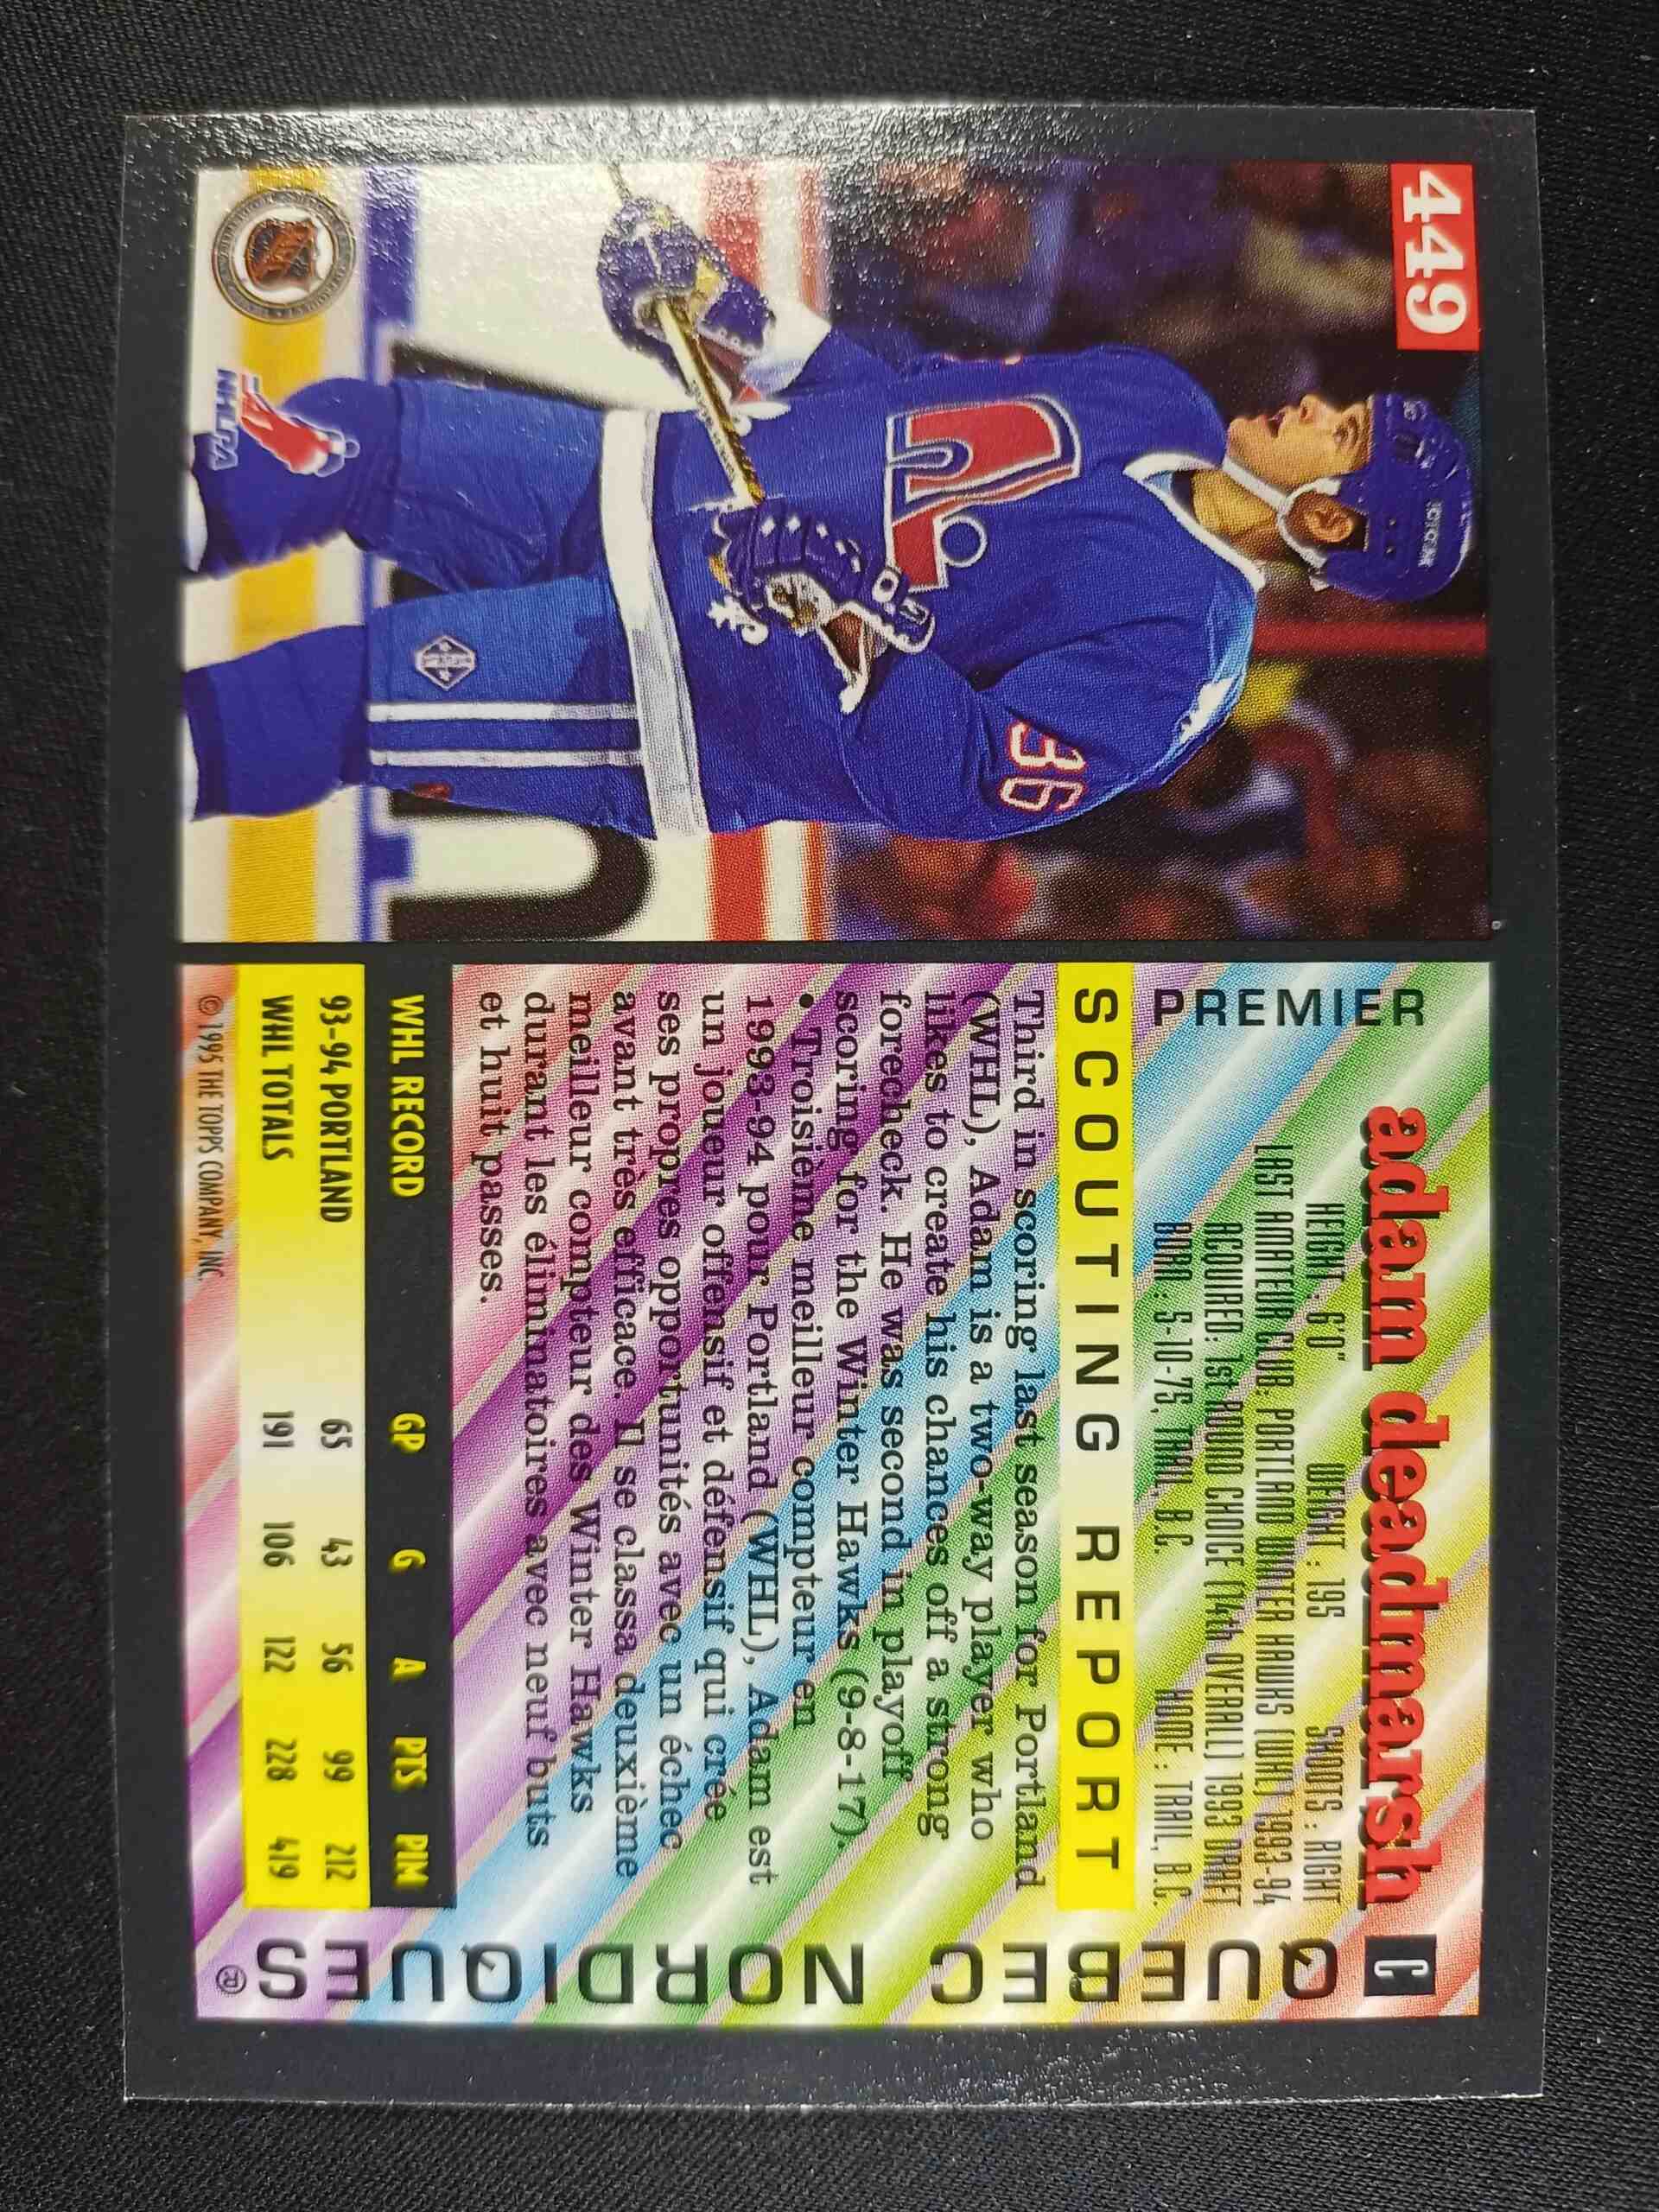 449
36
NHLPA
adam deadmarsh C
PREMIER
HEIGHT : 6'0" WEIGHT : 195 SHOOTS : RIGHT
LAST AMATEUR CLUB: PORTLAND WINTER HAWKS (WHL) 1993-94
ACQUIRED: 1st ROUND CHOICE (14th OVERALL) 1993 DRAFT
BORN : 5-10-75, TRAIL, B.C. HOME : TRAIL, B.C.
SCOUTING REPORT
Third in scoring last season for Portland
(WHL), Adam is a two-way player who
likes to create his chances off a strong
forecheck. He was second in playoff
scoring for the Winter Hawks (9-8-17).
• Troisième meilleur compteur en
1993-94 pour Portland (WHL), Adam est
un joueur offensif et défensif qui crée
ses propres opportunités avec un échec
avant très efficace. Il se classa deuxième
meilleur compteur des Winter Hawks
durant les éliminatoires avec neuf buts
et huit passes.
WHL RECORD GP G A PTS PIM
93-94 PORTLAND 65 43 56 99 212
WHL TOTALS 191 106 122 228 419
© 1995 THE TOPPS COMPANY, INC.
QUEBEC NORDIQUES®